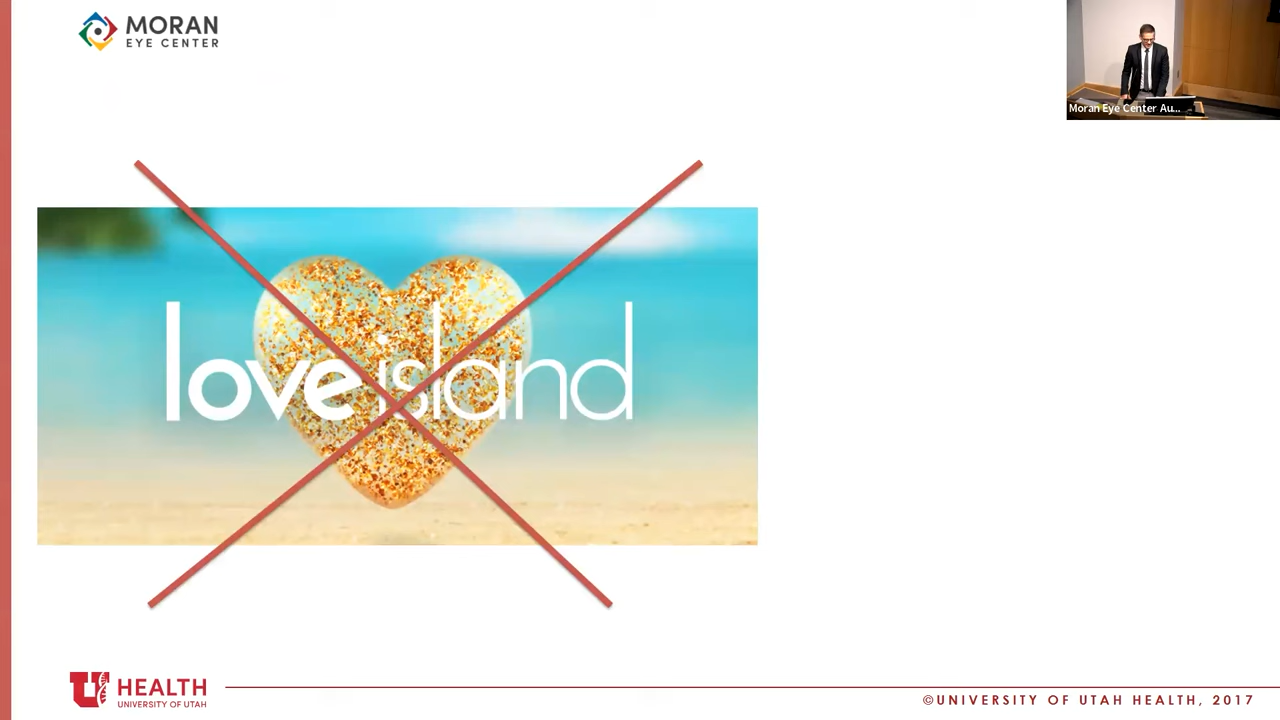 MORAN
EYE CENTER
Moran Eye Center Au...
love island
HEALTH
UNIVERSITY OF UTAH
©UNIVERSITY OF UTAH HEALTH, 2017